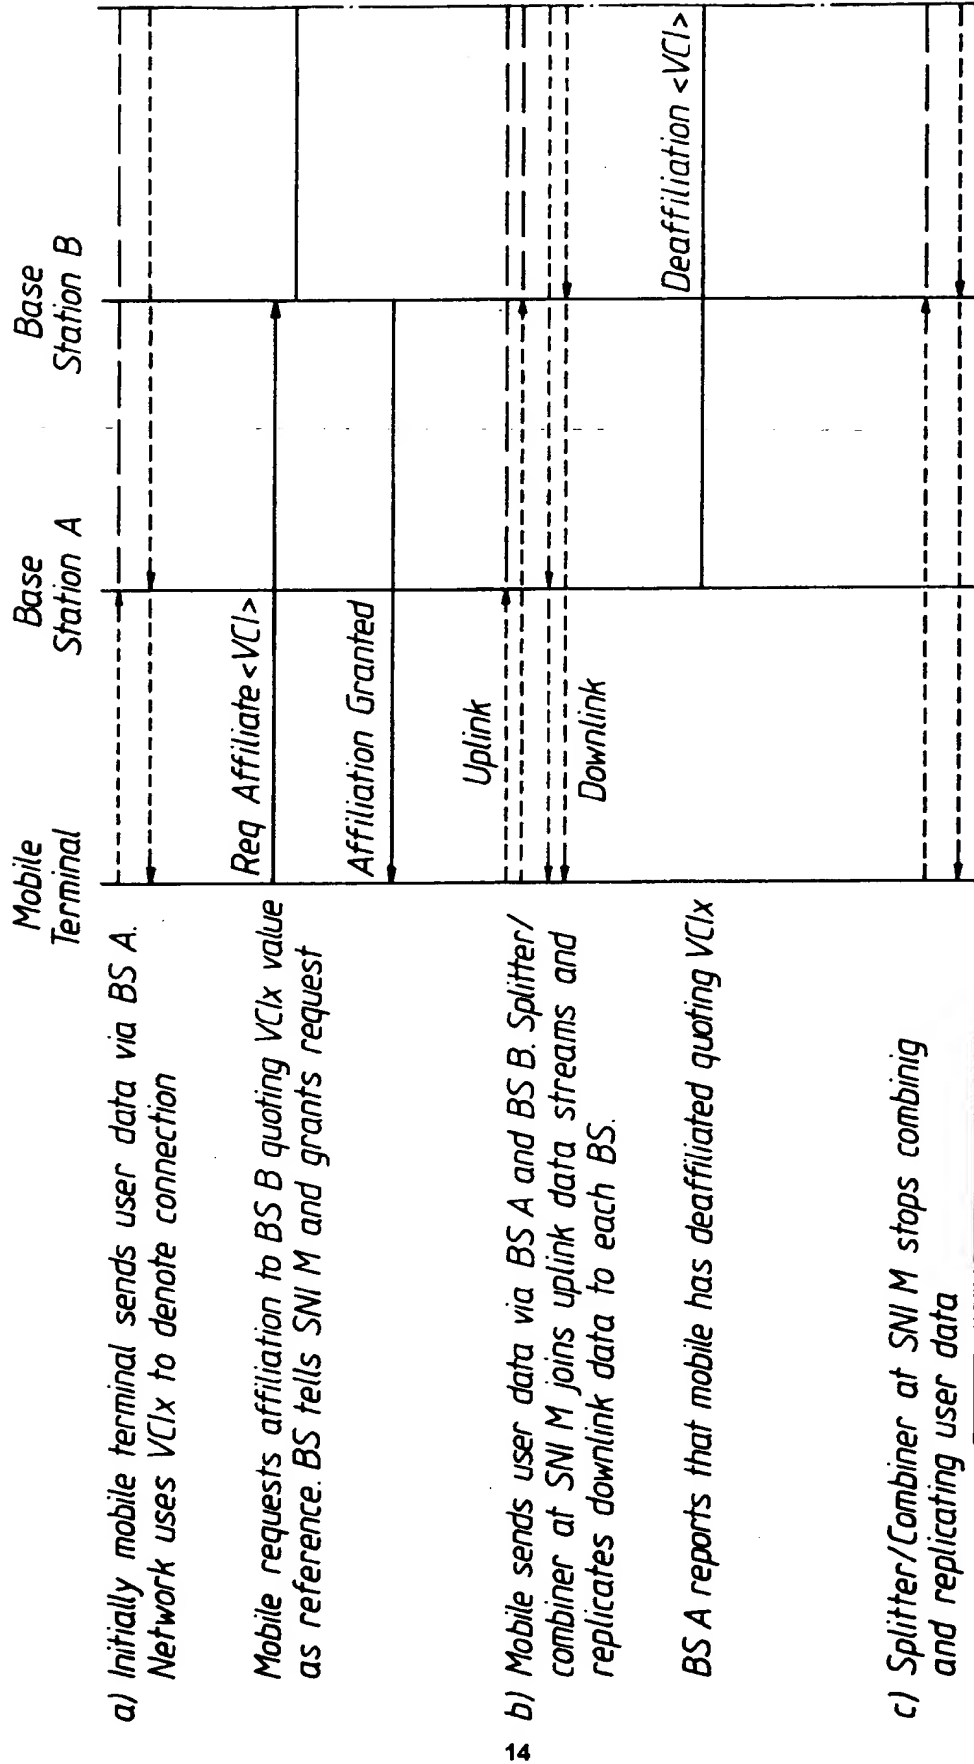 Mobile
Terminal
Base
Station A
Base
Station B
a) Initially mobile terminal sends user data via BS A.
Network uses VCIx to denote connection
Mobile requests affiliation to BS B quoting VCIx value
as reference. BS tells SNI M and grants request
Req Affiliate <VCI>
Affiliation Granted
b) Mobile sends user data via BS A and BS B. Splitter/
combiner at SNI M joins uplink data streams and
replicates downlink data to each BS.
Uplink
Downlink
BS A reports that mobile has deaffiliated quoting VCIx
Deaffiliation <VCI>
c) Splitter/Combiner at SNI M stops combinig
and replicating user data
14